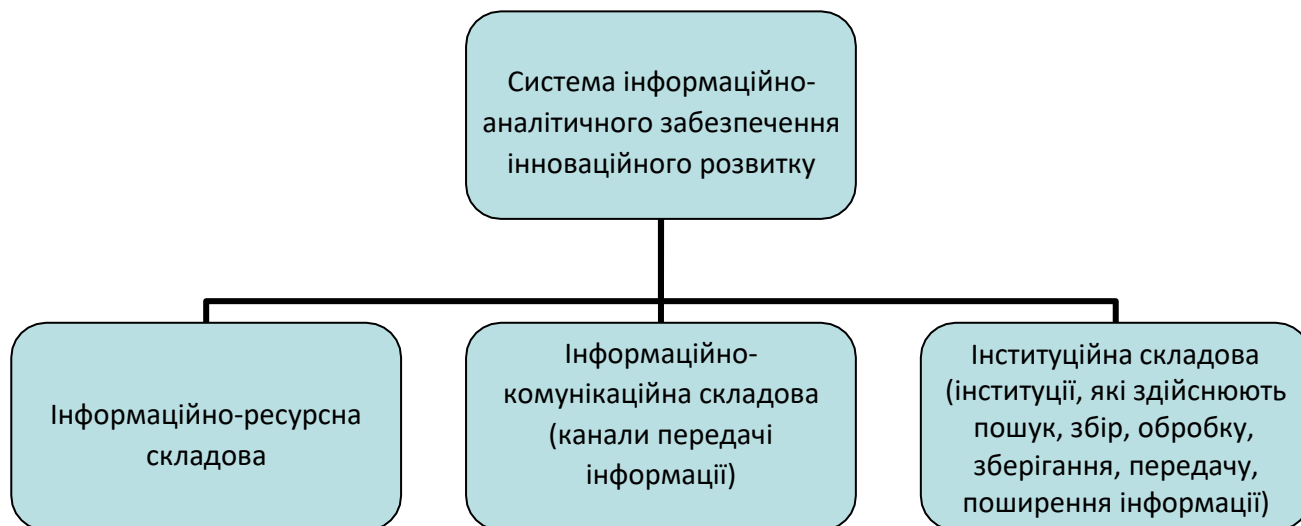 Система інформаційно-
аналітичного забезпечення
інноваційного розвитку
Інформаційно-ресурсна
складова
Інформаційно-
комунікаційна складова
(канали передачі
інформації)
Інституційна складова
(інституції, які здійснюють
пошук, збір, обробку,
зберігання, передачу,
поширення інформації)